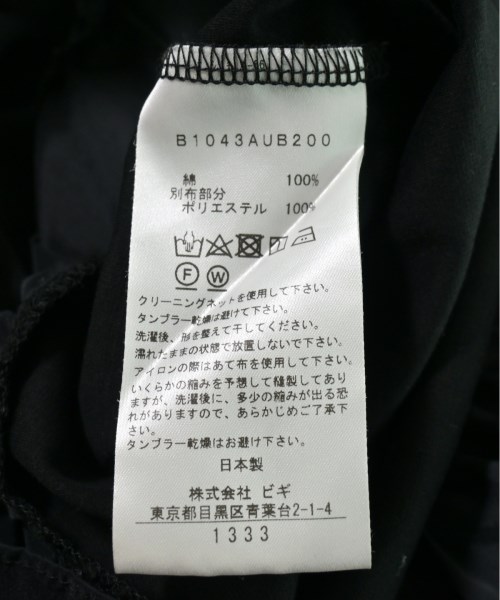 B1043AUB200
綿 100%
別布部分
ポリエステル 100%
F W
クリーニングネットを使用して下さい。
タンブラー乾燥は避けて下さい。
洗濯後、形を整えて干してください。
濡れたままの状態で放置しないで下さい。
アイロンの際はあて布を使用して下さい。
いくらかの縮みを予想して縫製してあり
ますが、洗濯後に、多少の縮みが出る恐
れがありますので、あらかじめご了承
下さい。
タンブラー乾燥はお避け下さい。
日本製
株式会社 ビギ
東京都目黒区青葉台2-1-4
1333